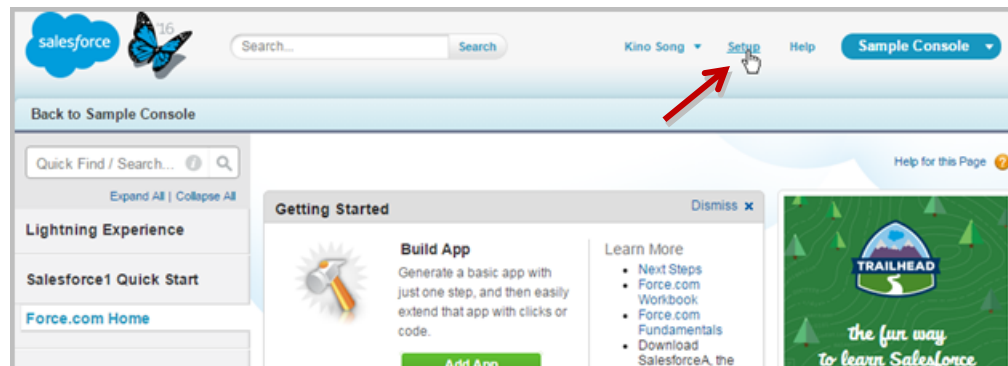 salesforce
'16
Search...
Search
Kino Song
Setup
Help
Sample Console
Back to Sample Console
Quick Find / Search...
Expand All | Collapse All
Lightning Experience
Salesforce1 Quick Start
Force.com Home
Help for this Page
Getting Started
Dismiss x
Build App
Generate a basic app with
just one step, and then easily
extend that app with clicks or
code.
Add App
Learn More
Next Steps
Force.com
Workbook
Force.com
Fundamentals
Download
SalesforceA, the
TRAILHEAD
the fun way
to learn Salesforce